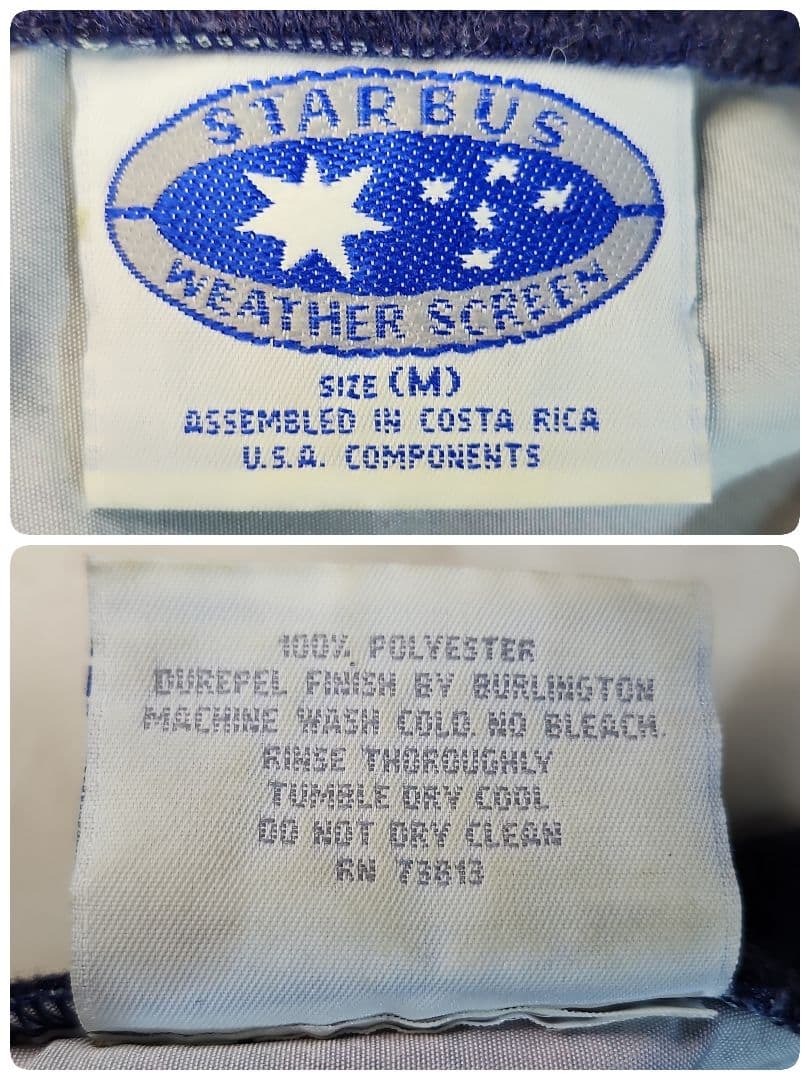 STARBUS
WEATHER SCREEN
SIZE (M)
ASSEMBLED IN COSTA RICA
U.S.A. COMPONENTS
100% POLYESTER
DUREPEL FINISH BY BURLINGTON
MACHINE WASH COLD. NO BLEACH.
RINSE THOROUGHLY
TUMBLE DRY COOL
DO NOT DRY CLEAN
RN 73813